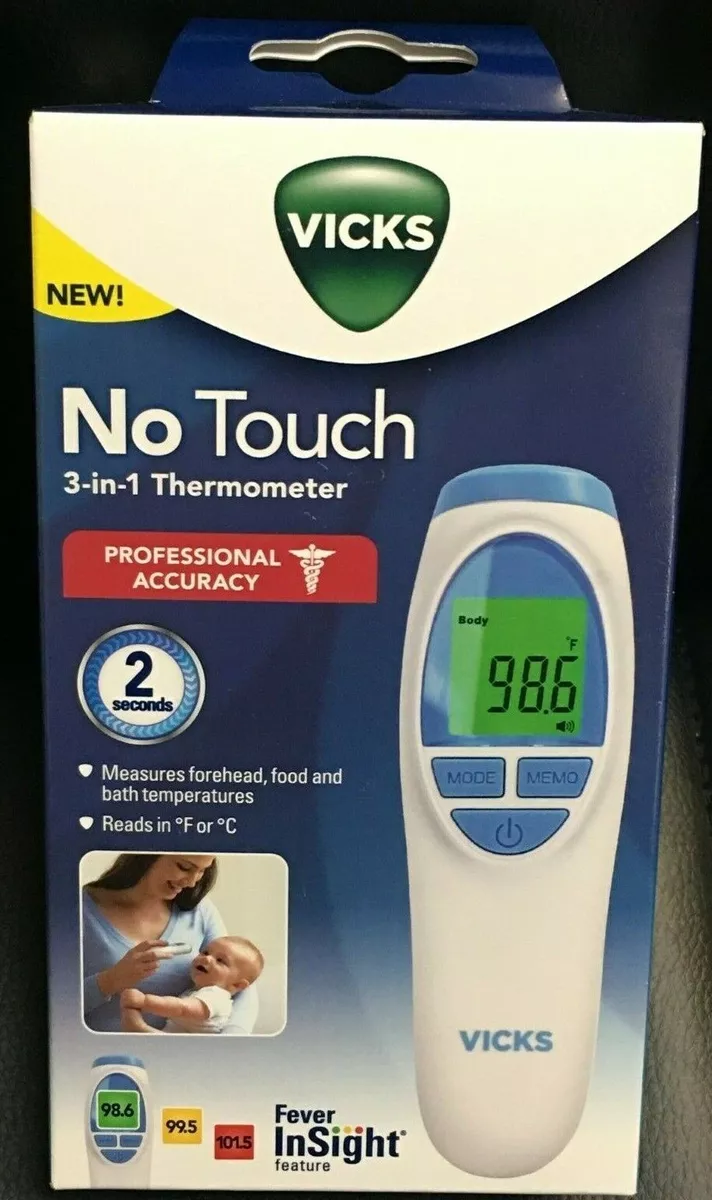 VICKS
NEW!
No Touch
3-in-1 Thermometer
PROFESSIONAL
ACCURACY
2
seconds
Measures forehead, food and
bath temperatures
Reads in °F or °C
Body
°F
98.6
MODE
MEMO
VICKS
98.6
99.5
101.5
Fever
InSight®
feature